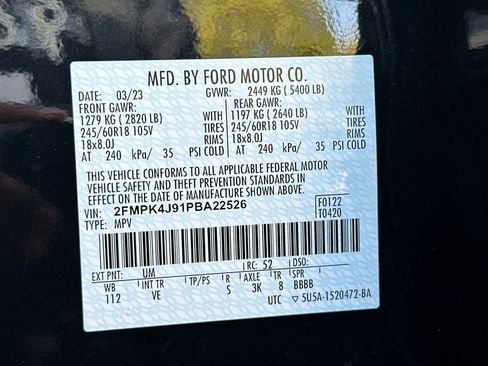 MFD. BY FORD MOTOR CO.
DATE: 03/23 GVWR: 2449 KG ( 5400 LB)
FRONT GAWR: REAR GAWR:
1279 KG ( 2820 LB) WITH 1197 KG ( 2640 LB) WITH
245/60R18 105V TIRES 245/60R18 105V TIRES
18x8.0J RIMS 18x8.0J RIMS
AT 240 kPa/ 35 PSI COLD AT 240 kPa/ 35 PSI COLD
THIS VEHICLE CONFORMS TO ALL APPLICABLE FEDERAL MOTOR
VEHICLE SAFETY AND THEFT PREVENTION STANDARDS IN
EFFECT ON THE DATE OF MANUFACTURE SHOWN ABOVE.
VIN: 2FMPK4J91PBA22526 F0122
TYPE: MPV T0420
EXT PNT: UM RC: 52 DSO:
WB INT TR TP/PS R AXLE TR SPR
112 VE S 3K 8 BBBB
UTC ▽ 5U5A-1520472-BA